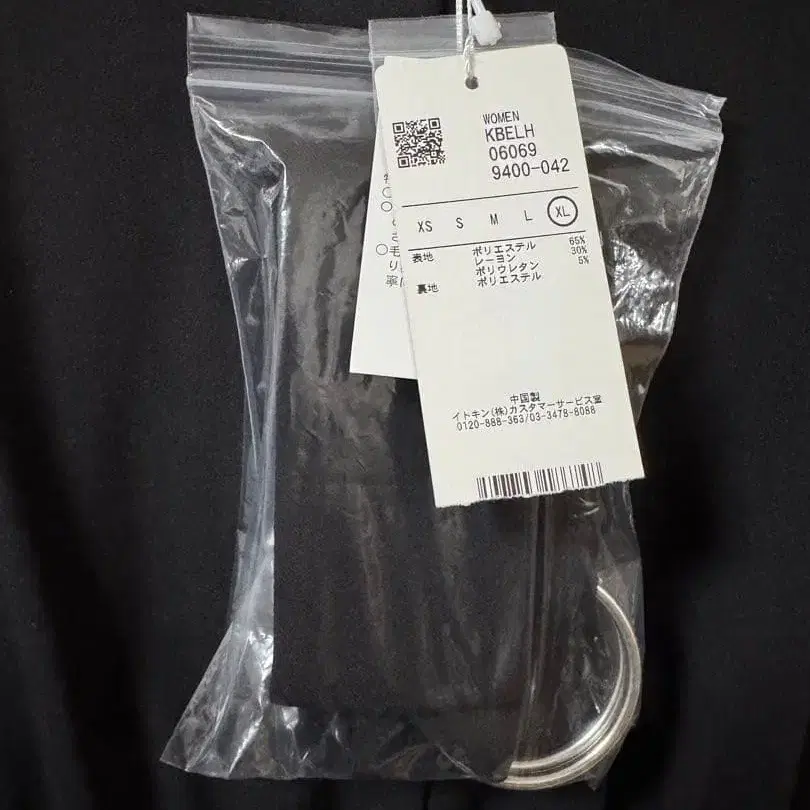 WOMEN
KBELH
06069
9400-042
XS S M L XL
表地 ポリエステル 65%
レーヨン 30%
ポリウレタン 5%
裏地 ポリエステル
中国製
イトキン(株)カスタマーサービス室
0120-888-363/03-3478-8088